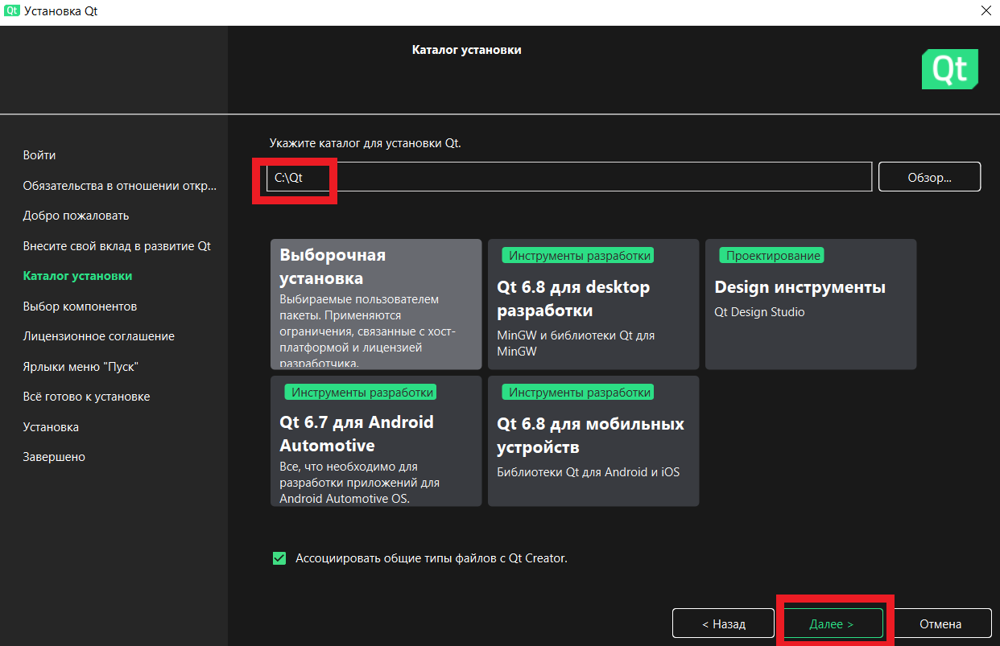 Qt Установка Qt
Каталог установки
Qt
Войти
Обязательства в отношении откр...
Добро пожаловать
Внесите свой вклад в развитие Qt
Каталог установки
Выбор компонентов
Лицензионное соглашение
Ярлыки меню "Пуск"
Всё готово к установке
Установка
Завершено
Укажите каталог для установки Qt.
C:\Qt
Обзор...
Выборочная
установка
Выбираемые пользователем
пакеты. Применяются
ограничения, связанные с хост-
платформой и лицензией
разработчика.
Инструменты разработки
Qt 6.8 для desktop
разработки
MinGW и библиотеки Qt для
MinGW
Проектирование
Design инструменты
Qt Design Studio
Инструменты разработки
Qt 6.7 для Android
Automotive
Все, что необходимо для
разработки приложений для
Android Automotive OS.
Инструменты разработки
Qt 6.8 для мобильных
устройств
Библиотеки Qt для Android и iOS
Ассоциировать общие типы файлов с Qt Creator.
< Назад
Далее >
Отмена